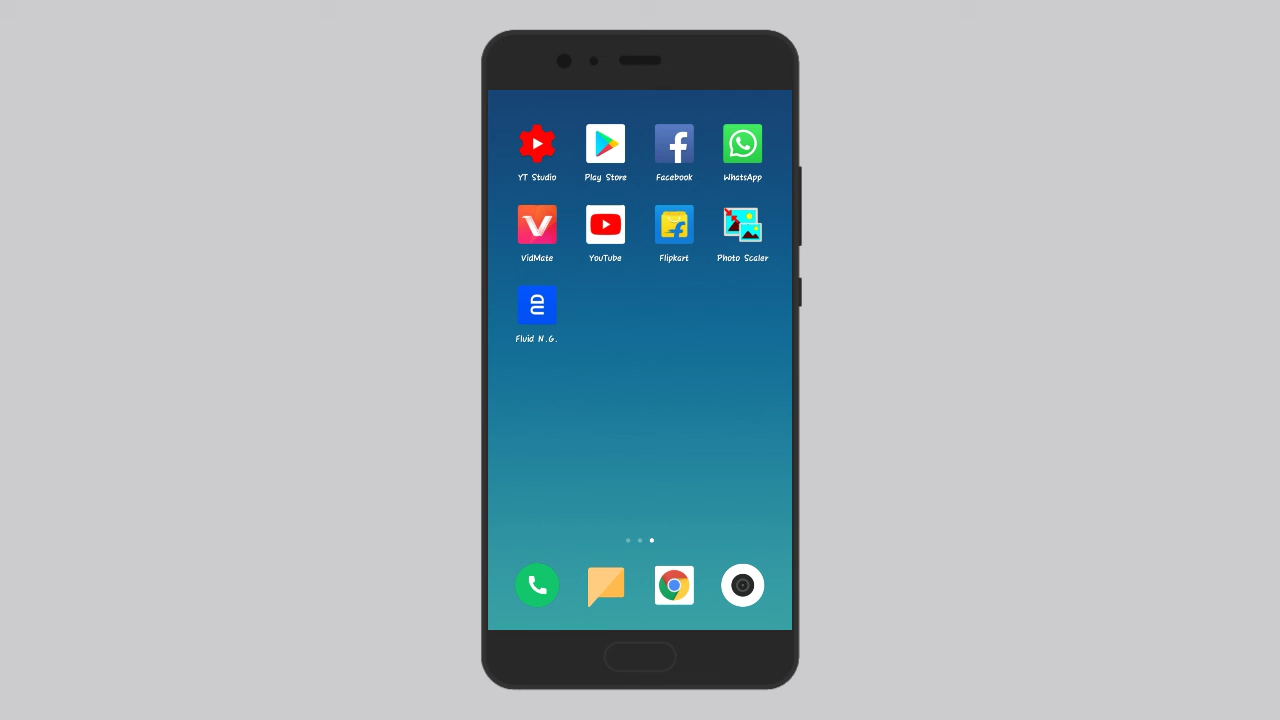 YT Studio Play Store Facebook WhatsApp
VidMate YouTube Flipkart Photo Scaler
Fluid N.G.